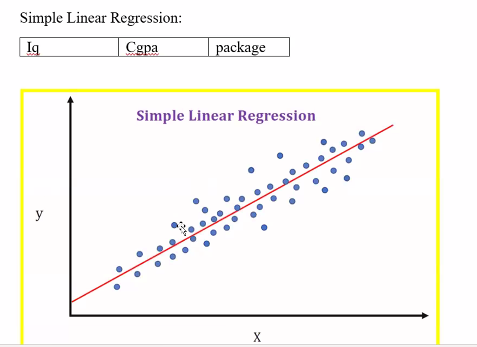 Simple Linear Regression:
Iq Cgpa package
Simple Linear Regression
y
X